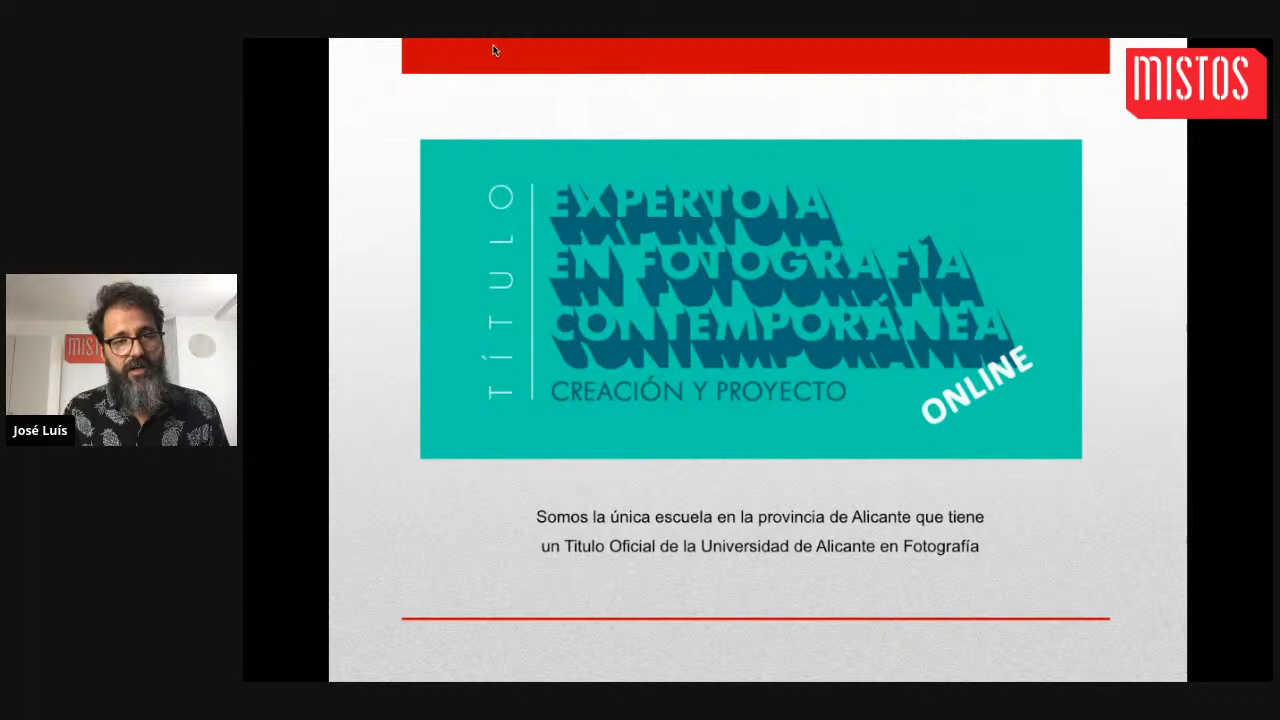 MISTOS
TÍTULO
EXPERTO/A
EN FOTOGRAFÍA
CONTEMPORÁNEA
CREACIÓN Y PROYECTO
ONLINE
MIST
José Luís
Somos la única escuela en la provincia de Alicante que tiene
un Titulo Oficial de la Universidad de Alicante en Fotografía